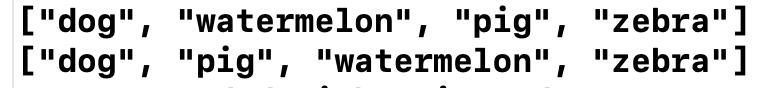 ["dog", "watermelon", "pig", "zebra"]
["dog", "pig", "watermelon", "zebra"]